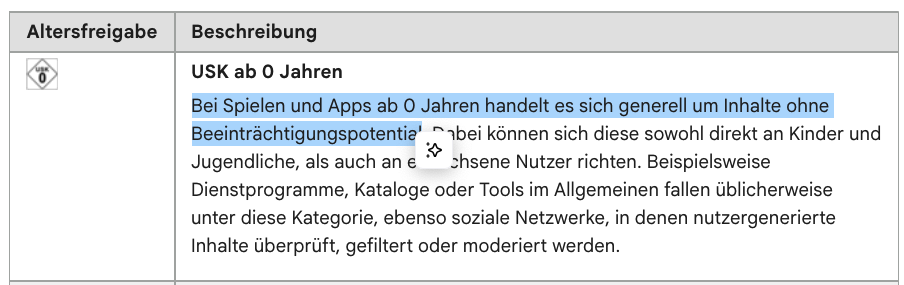 Altersfreigabe Beschreibung
USK
0
USK ab 0 Jahren
Bei Spielen und Apps ab 0 Jahren handelt es sich generell um Inhalte ohne
Beeinträchtigungspotential. Dabei können sich diese sowohl direkt an Kinder und
Jugendliche, als auch an Nutzer richten. Beispielsweise
Dienstprogramme, Kataloge oder Tools im Allgemeinen fallen üblicherweise
unter diese Kategorie, ebenso soziale Netzwerke, in denen nutzergenerierte
Inhalte überprüft, gefiltert oder moderiert werden.